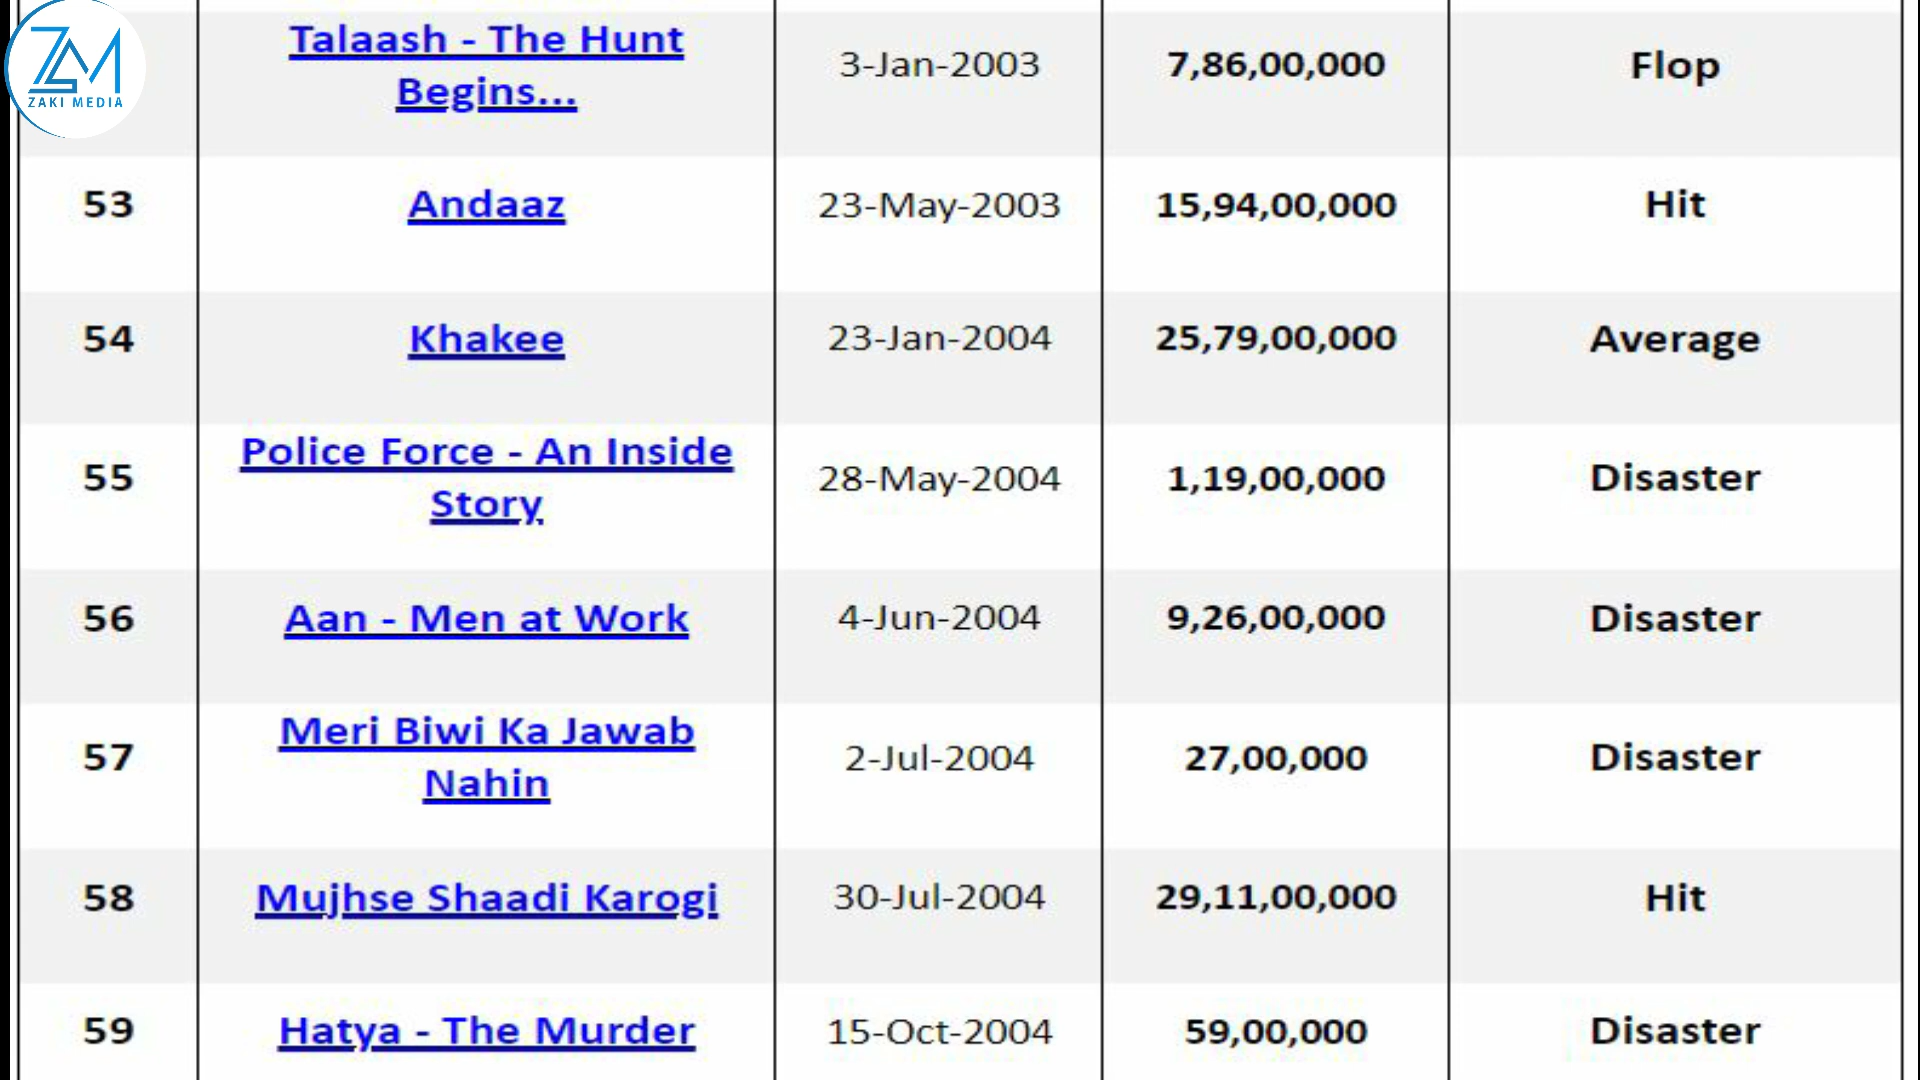 ZM
ZAKI MEDIA
Talaash - The Hunt
Begins... 3-Jan-2003 7,86,00,000 Flop
53 Andaaz 23-May-2003 15,94,00,000 Hit
54 Khakee 23-Jan-2004 25,79,00,000 Average
Police Force - An Inside
55 Story 28-May-2004 1,19,00,000 Disaster
56 Aan - Men at Work 4-Jun-2004 9,26,00,000 Disaster
Meri Biwi Ka Jawab
57 Nahin 2-Jul-2004 27,00,000 Disaster
58 Mujhse Shaadi Karogi 30-Jul-2004 29,11,00,000 Hit
59 Hatya - The Murder 15-Oct-2004 59,00,000 Disaster